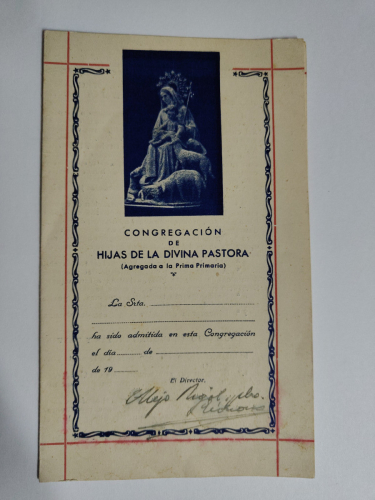 CONGREGACIÓN
DE
HIJAS DE LA DIVINA PASTORA
(Agregada a la Prima Primaria)
La Srta.
ha sido admitida en esta Congregación
el día ........ de
de 19 ........
El Director,
Rigol